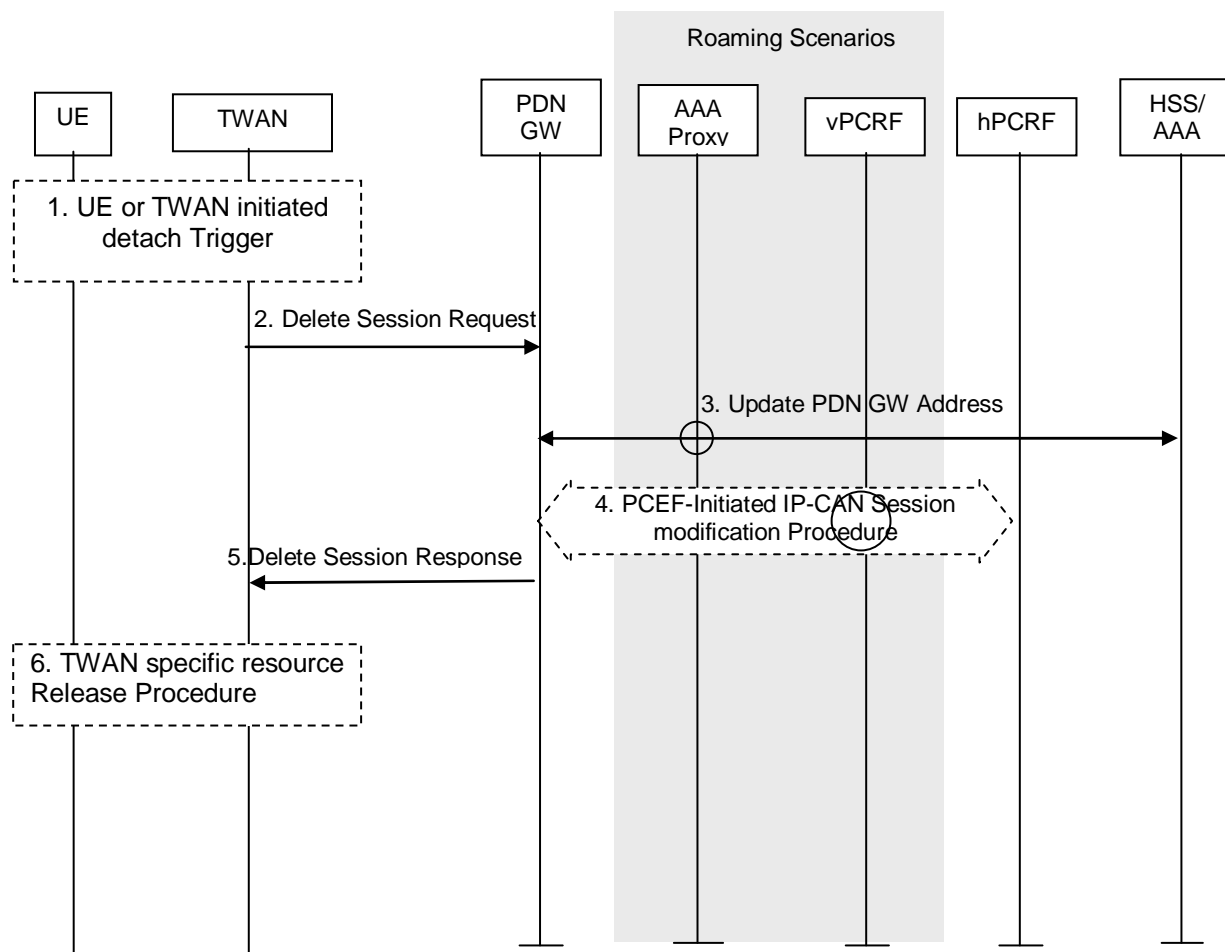 Roaming Scenarios
UE
TWAN
PDN
GW
AAA
Proxy
vPCRF
hPCRF
HSS/
AAA
1. UE or TWAN initiated
detach Trigger
2. Delete Session Request
3. Update PDN GW Address
4. PCEF-Initiated IP-CAN Session
modification Procedure
5.Delete Session Response
6. TWAN specific resource
Release Procedure